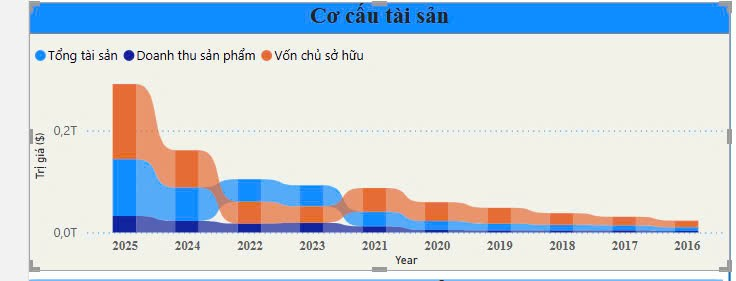 Cơ cấu tài sản
Tổng tài sản Doanh thu sản phẩm Vốn chủ sở hữu
0,2T
Trị giá ($)
0,0T
2025 2024 2022 2023 2021 2020 2019 2018 2017 2016
Year